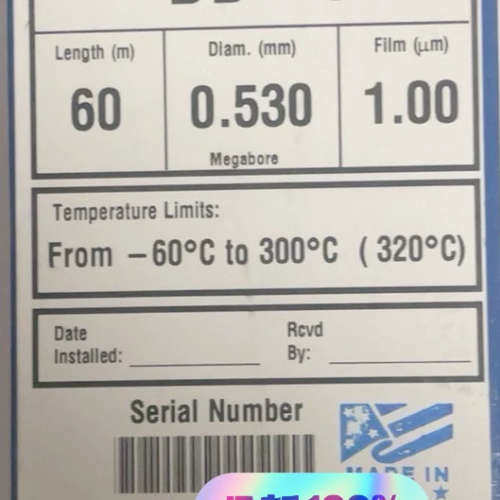 Length (m) Diam. (mm) Film (μm)
60 0.530 1.00
Megabore
Temperature Limits:
From – 60°C to 300°C ( 320°C)
Date Rcvd
Installed: By:
Serial Number
MADE IN